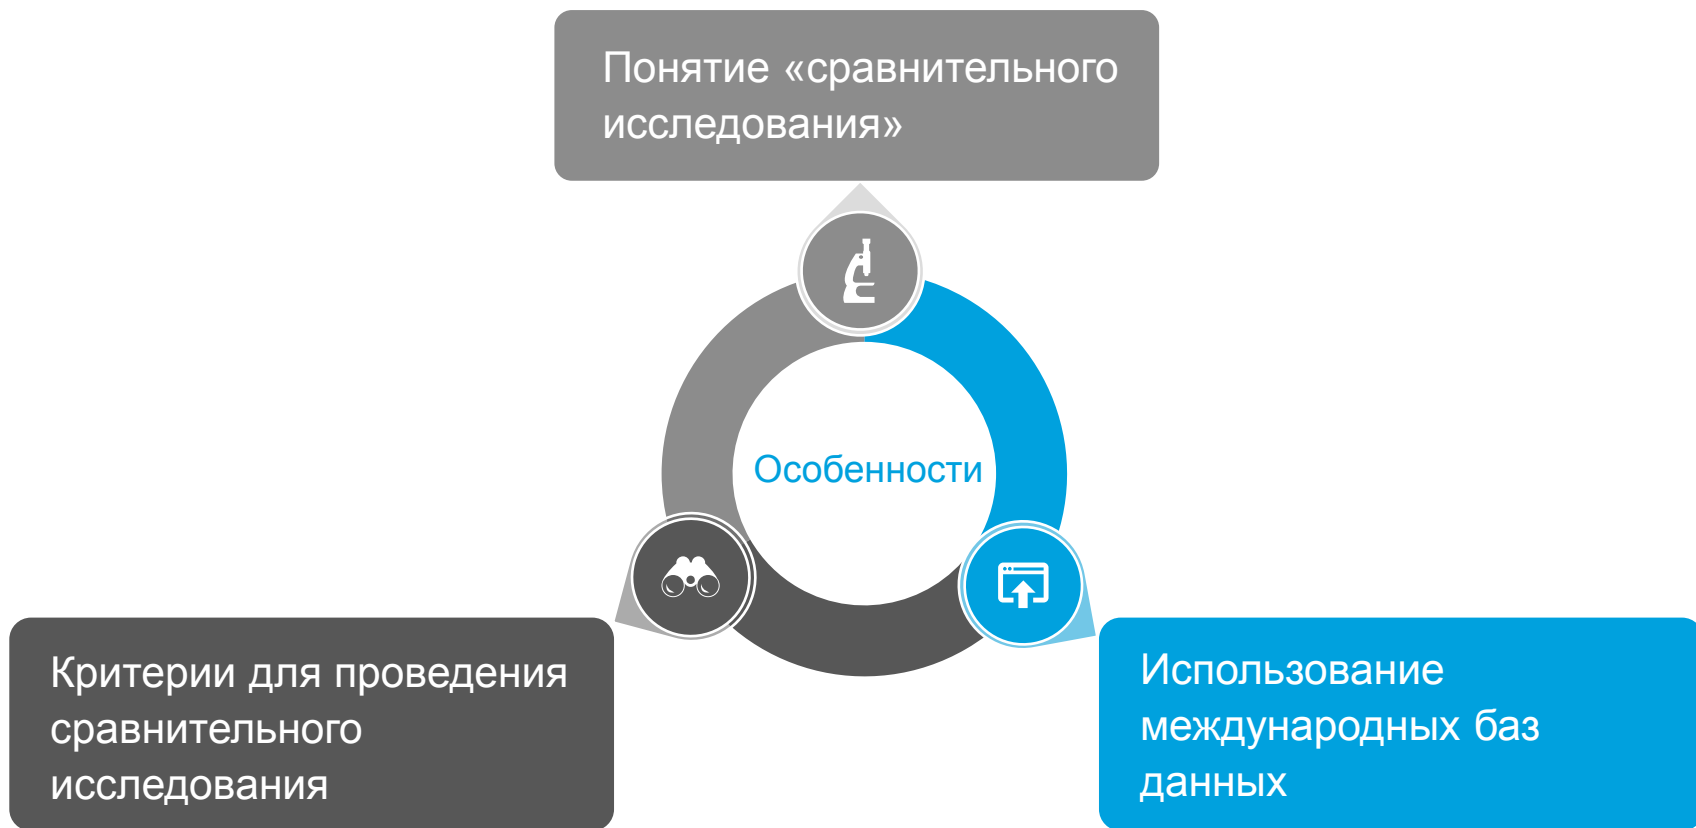 Понятие «сравнительного
исследования»
Особенности
Критерии для проведения
сравнительного
исследования
Использование
международных баз
данных